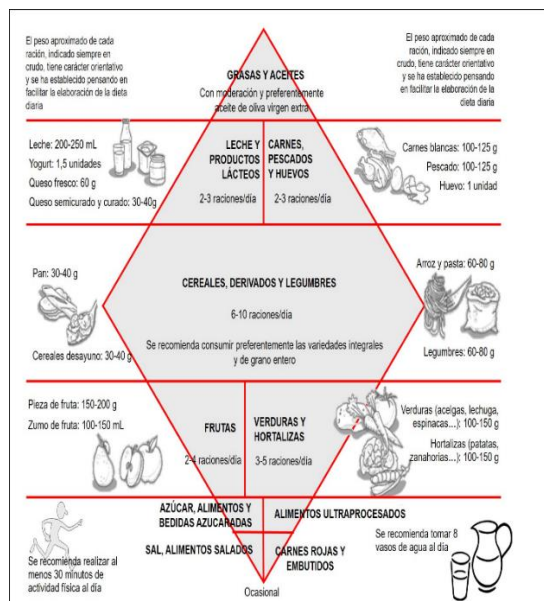 El peso aproximado de cada
ración, indicado siempre en
crudo, tiene carácter orientativo
y se ha establecido pensando en
facilitar la elaboración de la dieta
diaria
GRASAS Y ACEITES
Con moderación y preferentemente
aceite de oliva virgen extra
El peso aproximado de cada
ración, indicado siempre en
crudo, tiene carácter orientativo
y se ha establecido pensando en
facilitar la elaboración de la dieta
diaria
Leche: 200-250 mL
Yogurt: 1,5 unidades
Queso fresco: 60 g
Queso semicurado y curado: 30-40g
LECHE Y
PRODUCTOS
LÁCTEOS
2-3 raciones/día
CARNES,
PESCADOS
Y HUEVOS
2-3 raciones/día
Carnes blancas: 100-125 g
Pescado: 100-125 g
Huevo: 1 unidad
Pan: 30-40 g
Cereales desayuno: 30-40 g
CEREALES, DERIVADOS Y LEGUMBRES
6-10 raciones/día
Se recomienda consumir preferentemente las variedades integrales
y de grano entero
Arroz y pasta: 60-80 g
Legumbres: 60-80 g
Pieza de fruta: 150-200 g
Zumo de fruta: 100-150 mL
FRUTAS
2-4 raciones/día
VERDURAS Y
HORTALIZAS
3-5 raciones/día
Verduras (acelgas, lechuga,
espinacas...): 100-150 g
Hortalizas (patatas,
zanahorias...): 100-150 g
AZÚCAR, ALIMENTOS Y
BEDIDAS AZUCARADAS
ALIMENTOS ULTRAPROCESADOS
SAL, ALIMENTOS SALADOS
CARNES ROJAS Y
EMBUTIDOS
Ocasional
Se recomienda realizar al
menos 30 minutos de
actividad física al día
Se recomienda tomar 8
vasos de agua al día